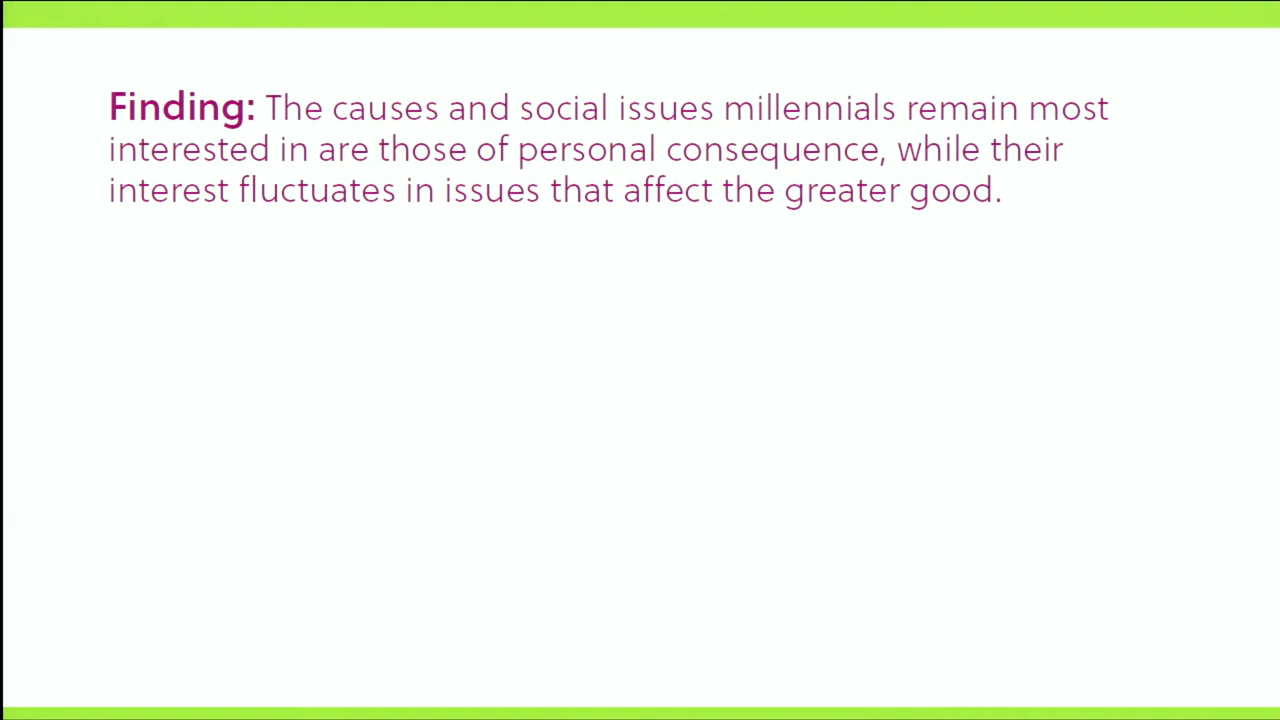 Finding: The causes and social issues millennials remain most
interested in are those of personal consequence, while their
interest fluctuates in issues that affect the greater good.